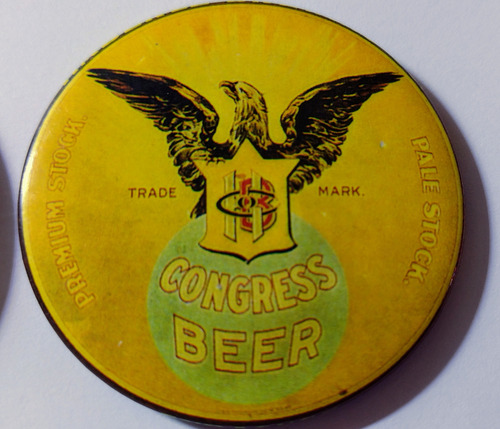 PREMIUM STOCK.
TRADE MARK.
PALE STOCK.
CONGRESS
BEER